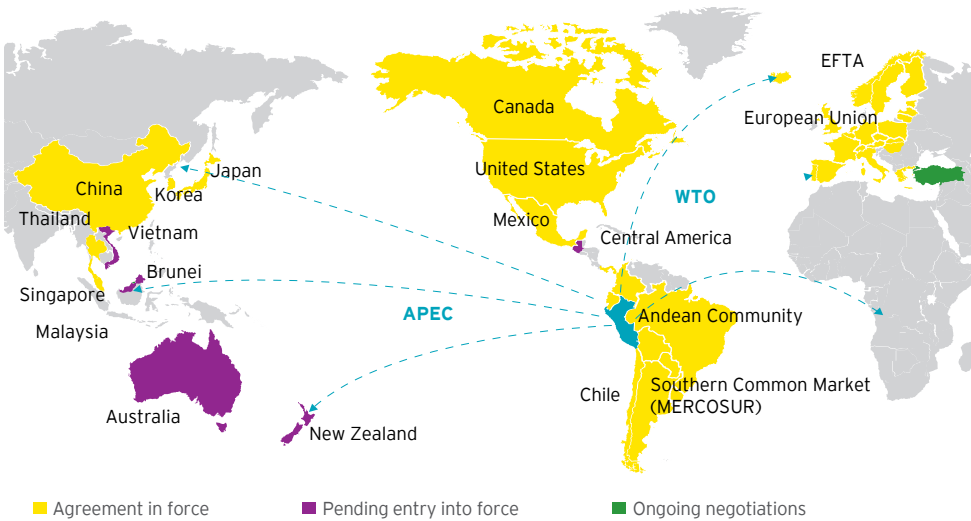 EFTA
European Union
Canada
United States
Mexico
WTO
Central America
Japan
Korea
China
Thailand
Vietnam
Brunei
Singapore
Malaysia
APEC
Andean Community
Chile
Southern Common Market
(MERCOSUR)
Australia
New Zealand
Agreement in force
Pending entry into force
Ongoing negotiations